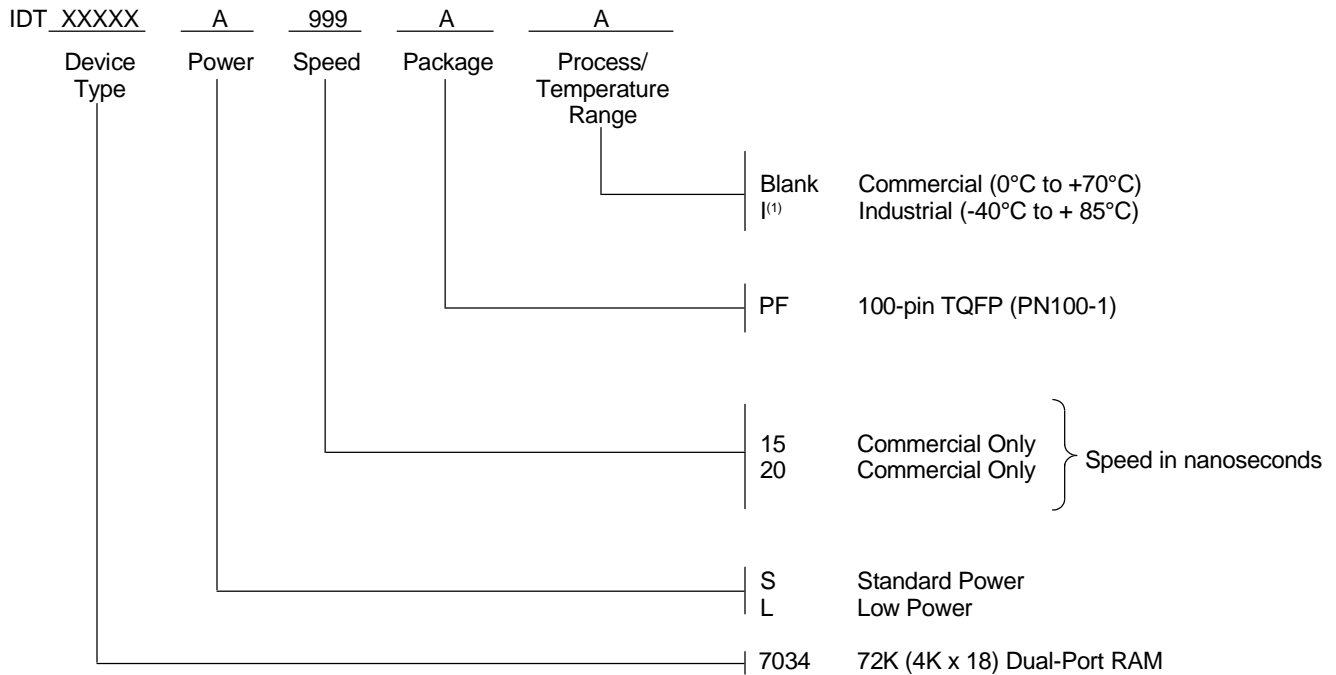 IDT XXXXX A 999 A A
Device Type
Power
Speed
Package
Process/
Temperature
Range
Blank Commercial (0°C to +70°C)
I(1) Industrial (-40°C to + 85°C)
PF 100-pin TQFP (PN100-1)
15 Commercial Only
20 Commercial Only
Speed in nanoseconds
S Standard Power
L Low Power
7034 72K (4K x 18) Dual-Port RAM